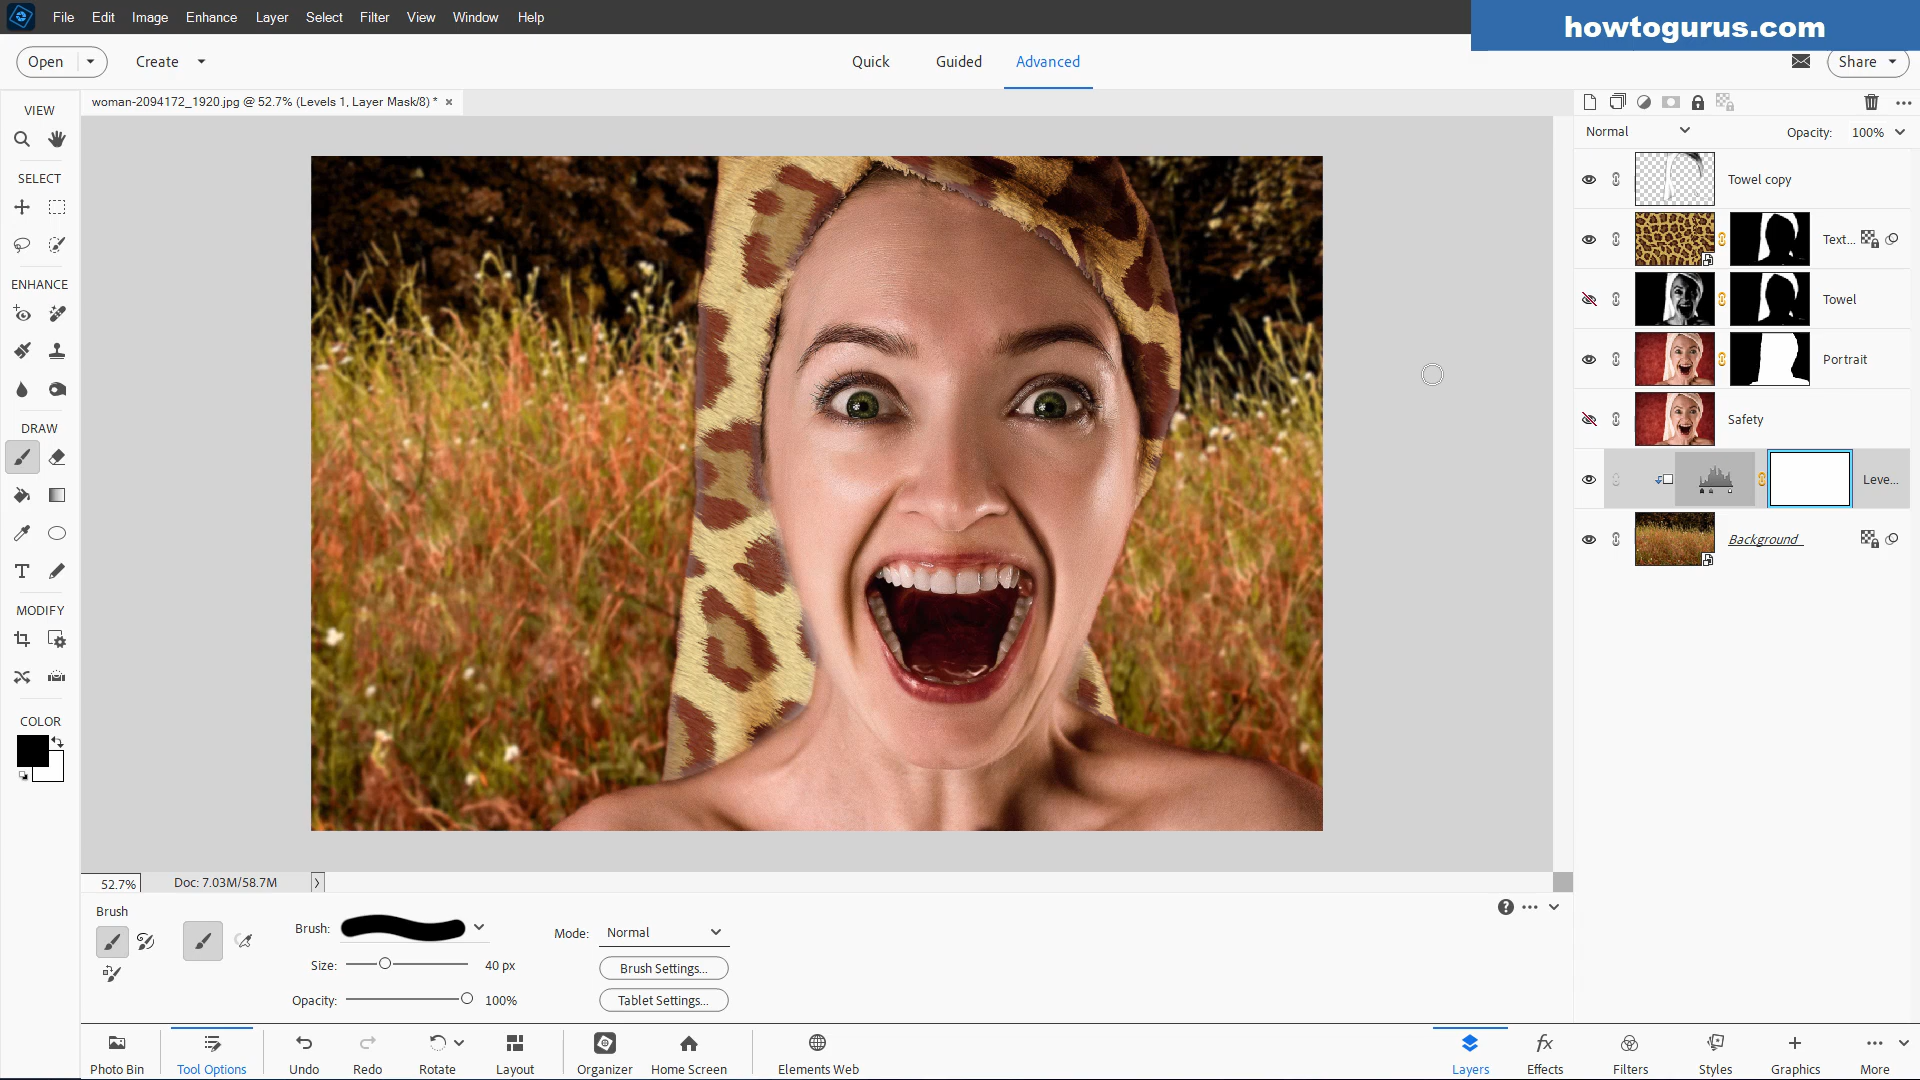 File Edit Image Enhance Layer Select Filter View Window Help
howtogurus.com
Open Create Quick Guided Advanced Share
woman-2094172_1920.jpg @ 52.7% (Levels 1, Layer Mask/8) * ×
VIEW
SELECT
ENHANCE
DRAW
T
MODIFY
COLOR
Normal Opacity: 100%
Towel copy
Text...
Towel
Portrait
Safety
Leve...
Background
52.7% Doc: 7.03M/58.7M
Brush
Brush:
Size: 40 px
Opacity: 100%
Mode: Normal
Brush Settings...
Tablet Settings...
Photo Bin Tool Options Undo Redo Rotate Layout Organizer Home Screen Elements Web Layers fx Effects Filters Styles Graphics More